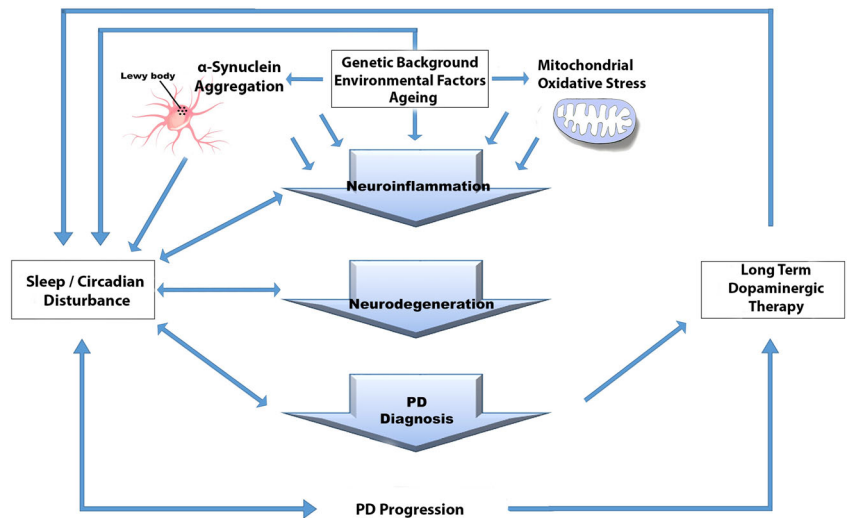 Genetic Background
Environmental Factors
Ageing
α-Synuclein
Aggregation
Lewy body
Mitochondrial
Oxidative Stress
Neuroinflammation
Sleep / Circadian
Disturbance
Neurodegeneration
Long Term
Dopaminergic
Therapy
PD
Diagnosis
PD Progression